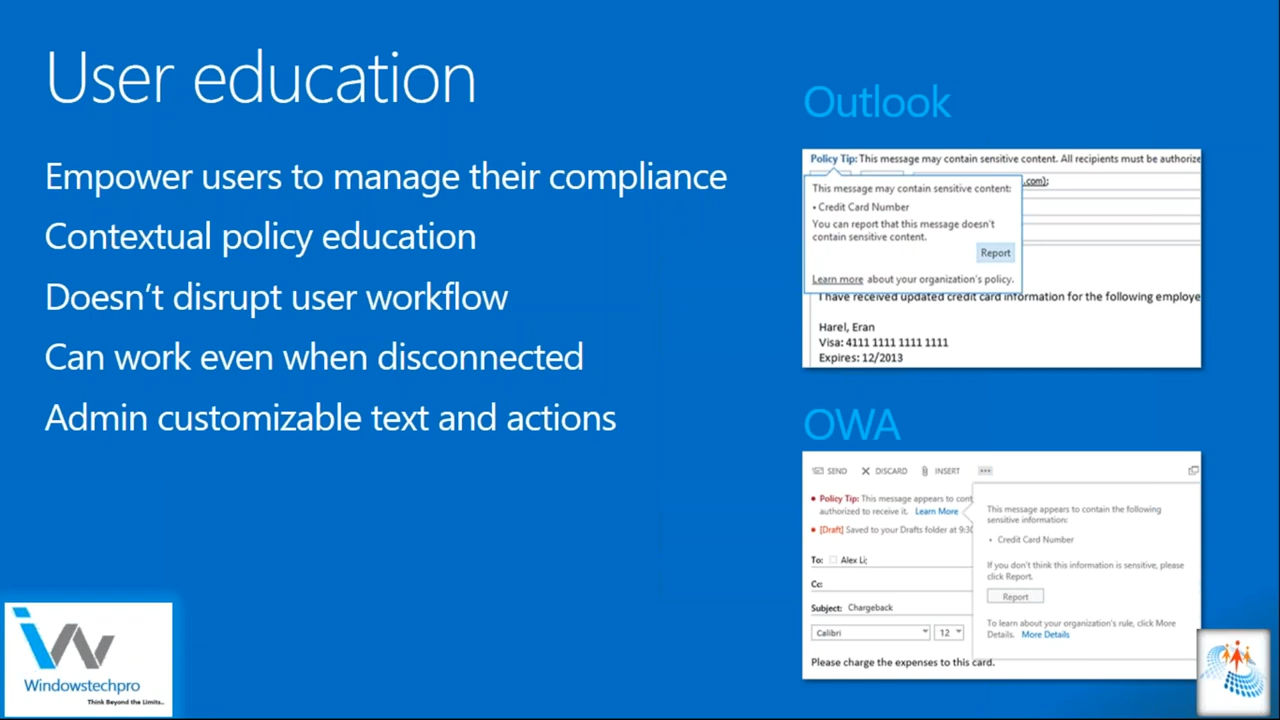 User education
Empower users to manage their compliance
Contextual policy education
Doesn't disrupt user workflow
Can work even when disconnected
Admin customizable text and actions
Outlook
Policy Tip: This message may contain sensitive content. All recipients must be authorize
.com);
This message may contain sensitive content:
• Credit Card Number
You can report that this message doesn't
contain sensitive content.
Report
Learn more about your organization's policy.
I have received updated credit card information for the following employe
Harel, Eran
Visa: 4111 1111 1111 1111
Expires: 12/2013
OWA
SEND DISCARD INSERT •••
• Policy Tip: This message appears to cont
authorized to receive it. Learn More
• [Draft] Saved to your Drafts folder at 9:30
To: Alex Li;
Cc:
Subject: Chargeback
Calibri 12
Please charge the expenses to this card.
This message appears to contain the following
sensitive information:
• Credit Card Number
If you don't think this information is sensitive, please
click Report.
Report
To learn about your organization's rule, click More
Details. More Details
Windowstechpro
Think Beyond the Limits..